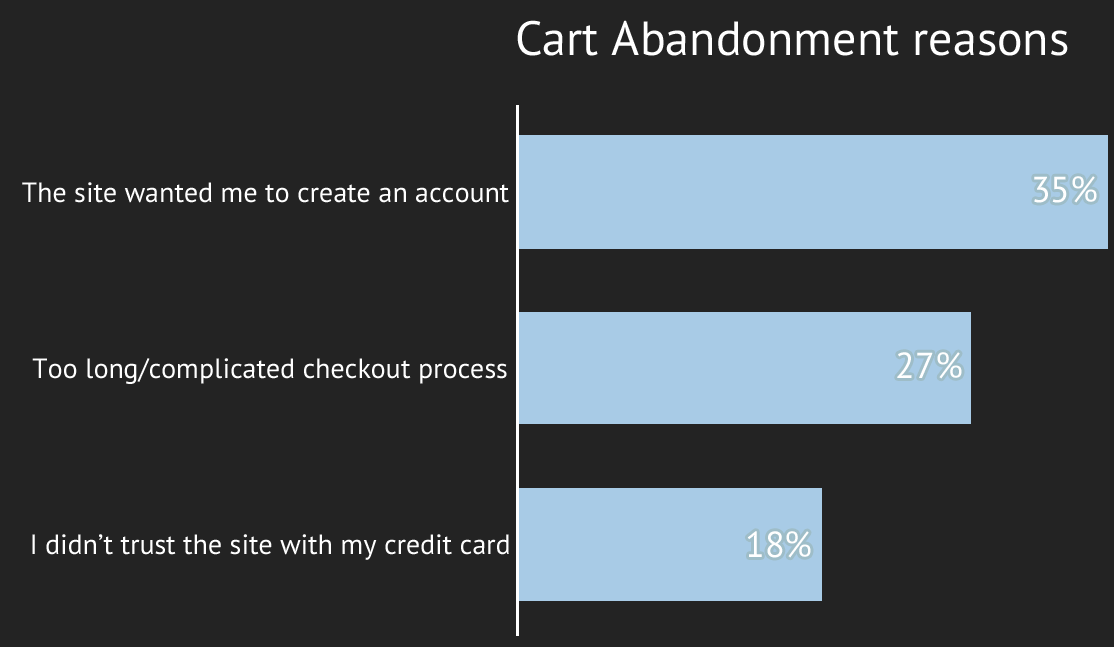 Cart Abandonment reasons
The site wanted me to create an account
35%
Too long/complicated checkout process
27%
I didn’t trust the site with my credit card
18%